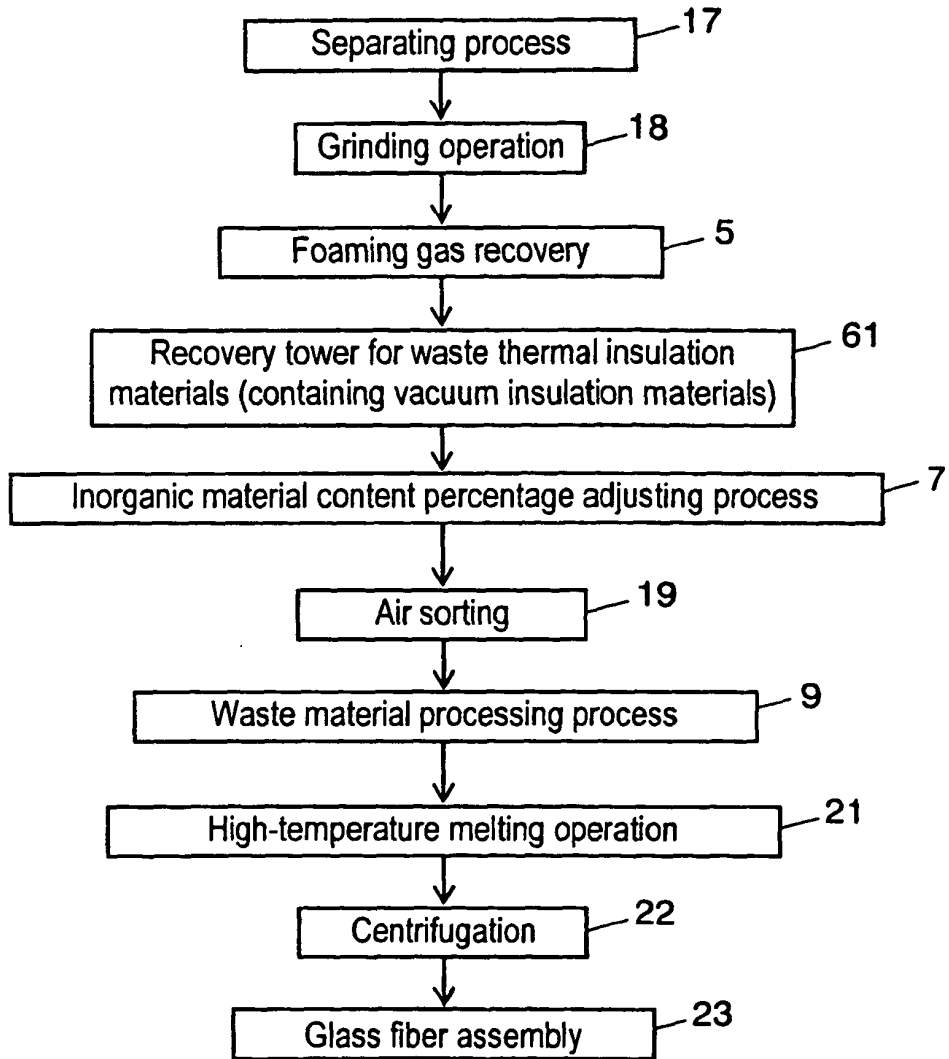 Separating process
17
Grinding operation
18
Foaming gas recovery
5
Recovery tower for waste thermal insulation
materials (containing vacuum insulation materials)
61
Inorganic material content percentage adjusting process
7
Air sorting
19
Waste material processing process
9
High-temperature melting operation
21
Centrifugation
22
Glass fiber assembly
23